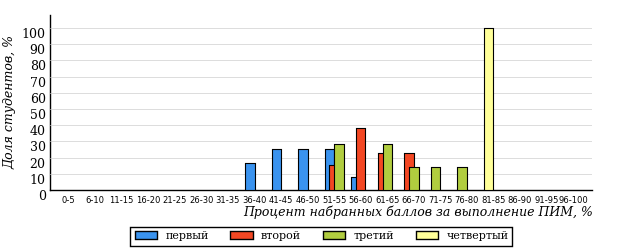 Доля студентов, %
100
90
80
70
60
50
40
30
20
10
0
0-5 6-10 11-15 16-20 21-25 26-30 31-35 36-40 41-45 46-50 51-55 56-60 61-65 66-70 71-75 76-80 81-85 86-90 91-95 96-100
Процент набранных баллов за выполнение ПИМ, %
первый второй третий четвертый